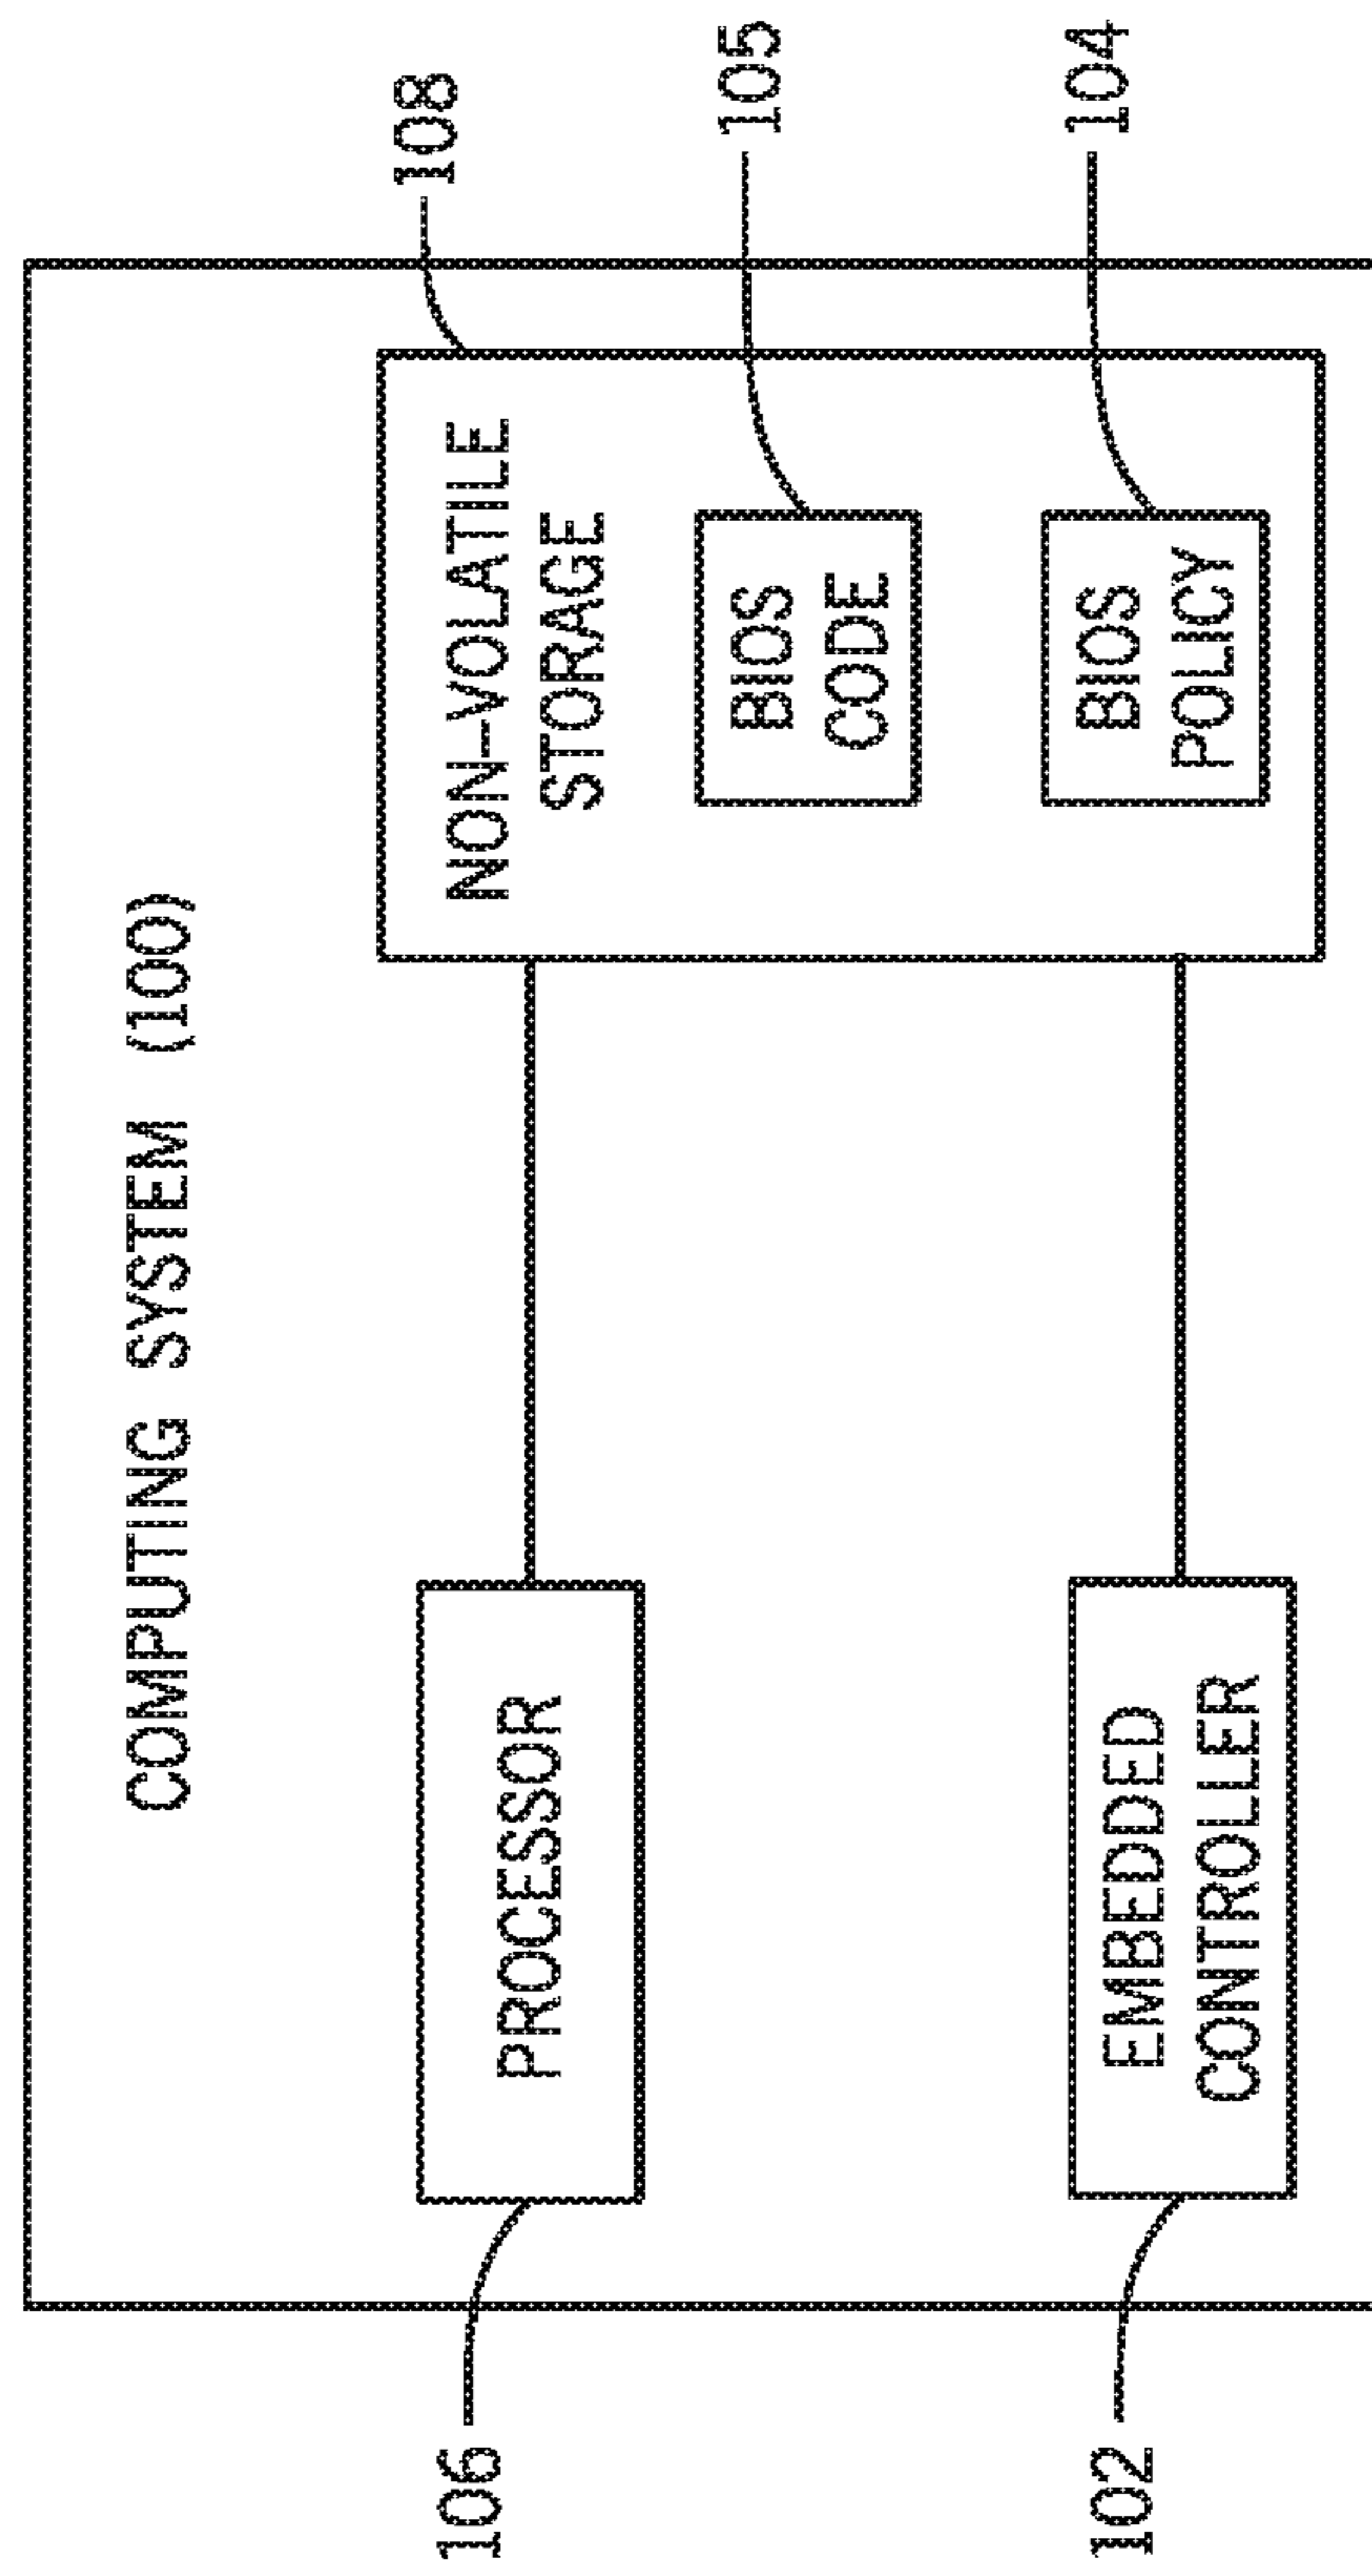 COMPUTING SYSTEM (100)
106
PROCESSOR
NON-VOLATILE
STORAGE
108
BIOS
CODE
105
102
EMBEDDED
CONTROLLER
BIOS
POLICY
104